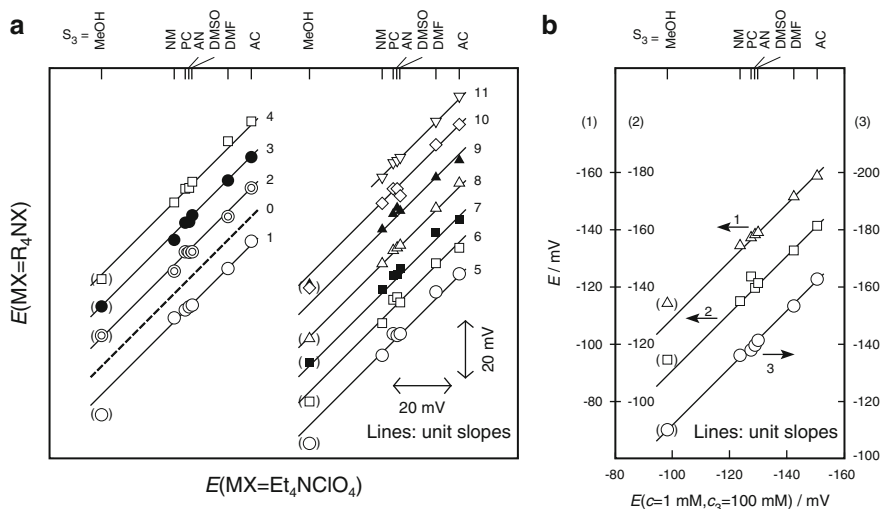 a
S3 =
MeOH
NM
PC
AN
DMSO
DMF
AC
MeOH
NM
PC
AN
DMSO
DMF
AC
E(MX=R4NX)
4
3
2
0
1
11
10
9
8
7
6
5
20 mV
20 mV
Lines: unit slopes
E(MX=Et4NClO4)
b
S3 =
MeOH
NM
PC
AN
DMSO
DMF
AC
(1)
(2)
(3)
E / mV
-160
-140
-120
-100
-80
-180
-160
-140
-120
-100
-200
-180
-160
-140
-120
-100
1
2
3
Lines: unit slopes
-80
-100
-120
-140
-160
E(c=1 mM,c3=100 mM) / mV